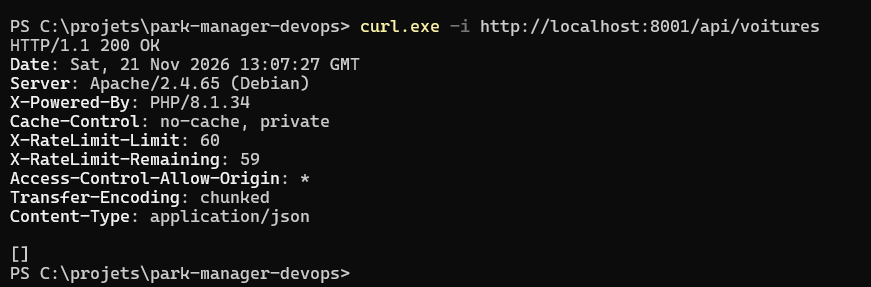 PS C:\projets\park-manager-devops> curl.exe -i http://localhost:8001/api/voitures
HTTP/1.1 200 OK
Date: Sat, 21 Nov 2026 13:07:27 GMT
Server: Apache/2.4.65 (Debian)
X-Powered-By: PHP/8.1.34
Cache-Control: no-cache, private
X-RateLimit-Limit: 60
X-RateLimit-Remaining: 59
Access-Control-Allow-Origin: *
Transfer-Encoding: chunked
Content-Type: application/json

[]
PS C:\projets\park-manager-devops>